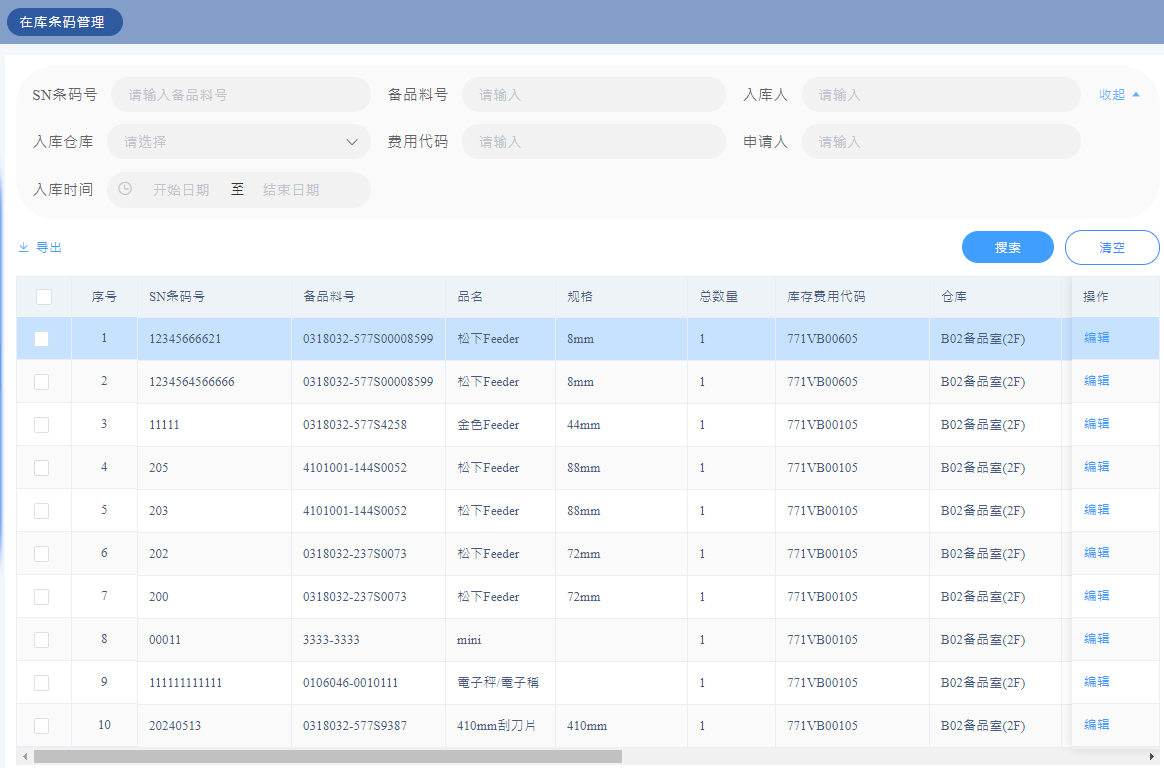 在库条码管理
SN条码号 请输入备品料号 备品料号 请输入 入库人 请输入 收起
入库仓库 请选择 费用代码 请输入 申请人 请输入
入库时间 开始日期 至 结束日期
导出 搜索 清空
序号 SN条码号 备品料号 品名 规格 总数量 库存费用代码 仓库 操作
1 12345666621 0318032-577S00008599 松下Feeder 8mm 1 771VB00605 B02备品室(2F) 编辑
2 1234564566666 0318032-577S00008599 松下Feeder 8mm 1 771VB00605 B02备品室(2F) 编辑
3 11111 0318032-577S4258 金色Feeder 44mm 1 771VB00105 B02备品室(2F) 编辑
4 205 4101001-144S0052 松下Feeder 88mm 1 771VB00105 B02备品室(2F) 编辑
5 203 4101001-144S0052 松下Feeder 88mm 1 771VB00105 B02备品室(2F) 编辑
6 202 0318032-237S0073 松下Feeder 72mm 1 771VB00105 B02备品室(2F) 编辑
7 200 0318032-237S0073 松下Feeder 72mm 1 771VB00105 B02备品室(2F) 编辑
8 00011 3333-3333 mini 1 771VB00105 B02备品室(2F) 编辑
9 111111111111 0106046-0010111 電子秤/電子稱 1 771VB00105 B02备品室(2F) 编辑
10 20240513 0318032-577S9387 410mm刮刀片 410mm 1 771VB00105 B02备品室(2F) 编辑